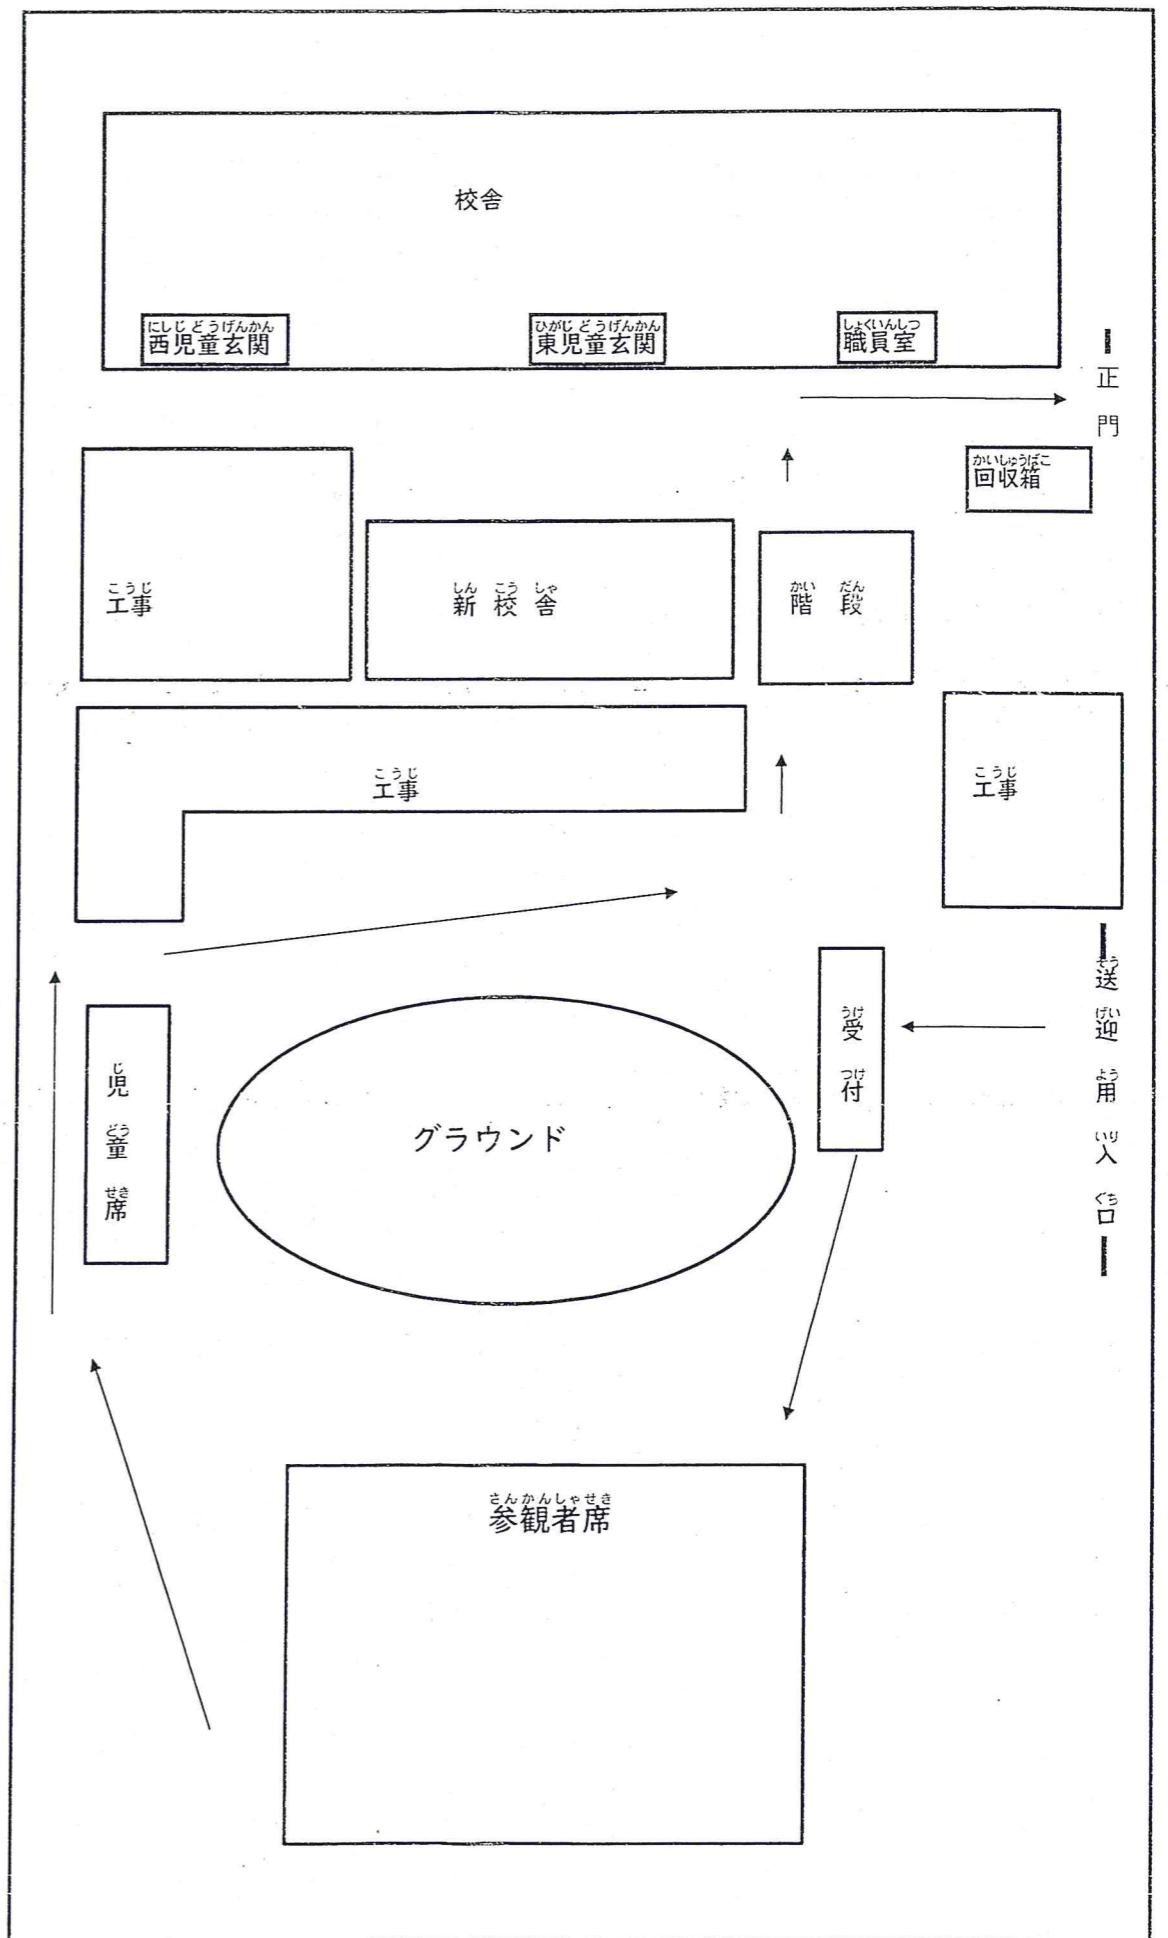 校舎
にしじどうげんかん
西児童玄関
ひがじどうげんかん
東児童玄関
しょくいんしつ
職員室
正門
かいしゅうばこ
回収箱
こうじ
工事
しんこうしゃ
新校舎
かいだん
階段
こうじ
工事
こうじ
工事
そうげいよういりぐち
送迎用入口
うけつけ
受付
じどうせき
児童席
グラウンド
さんかんしゃせき
参観者席